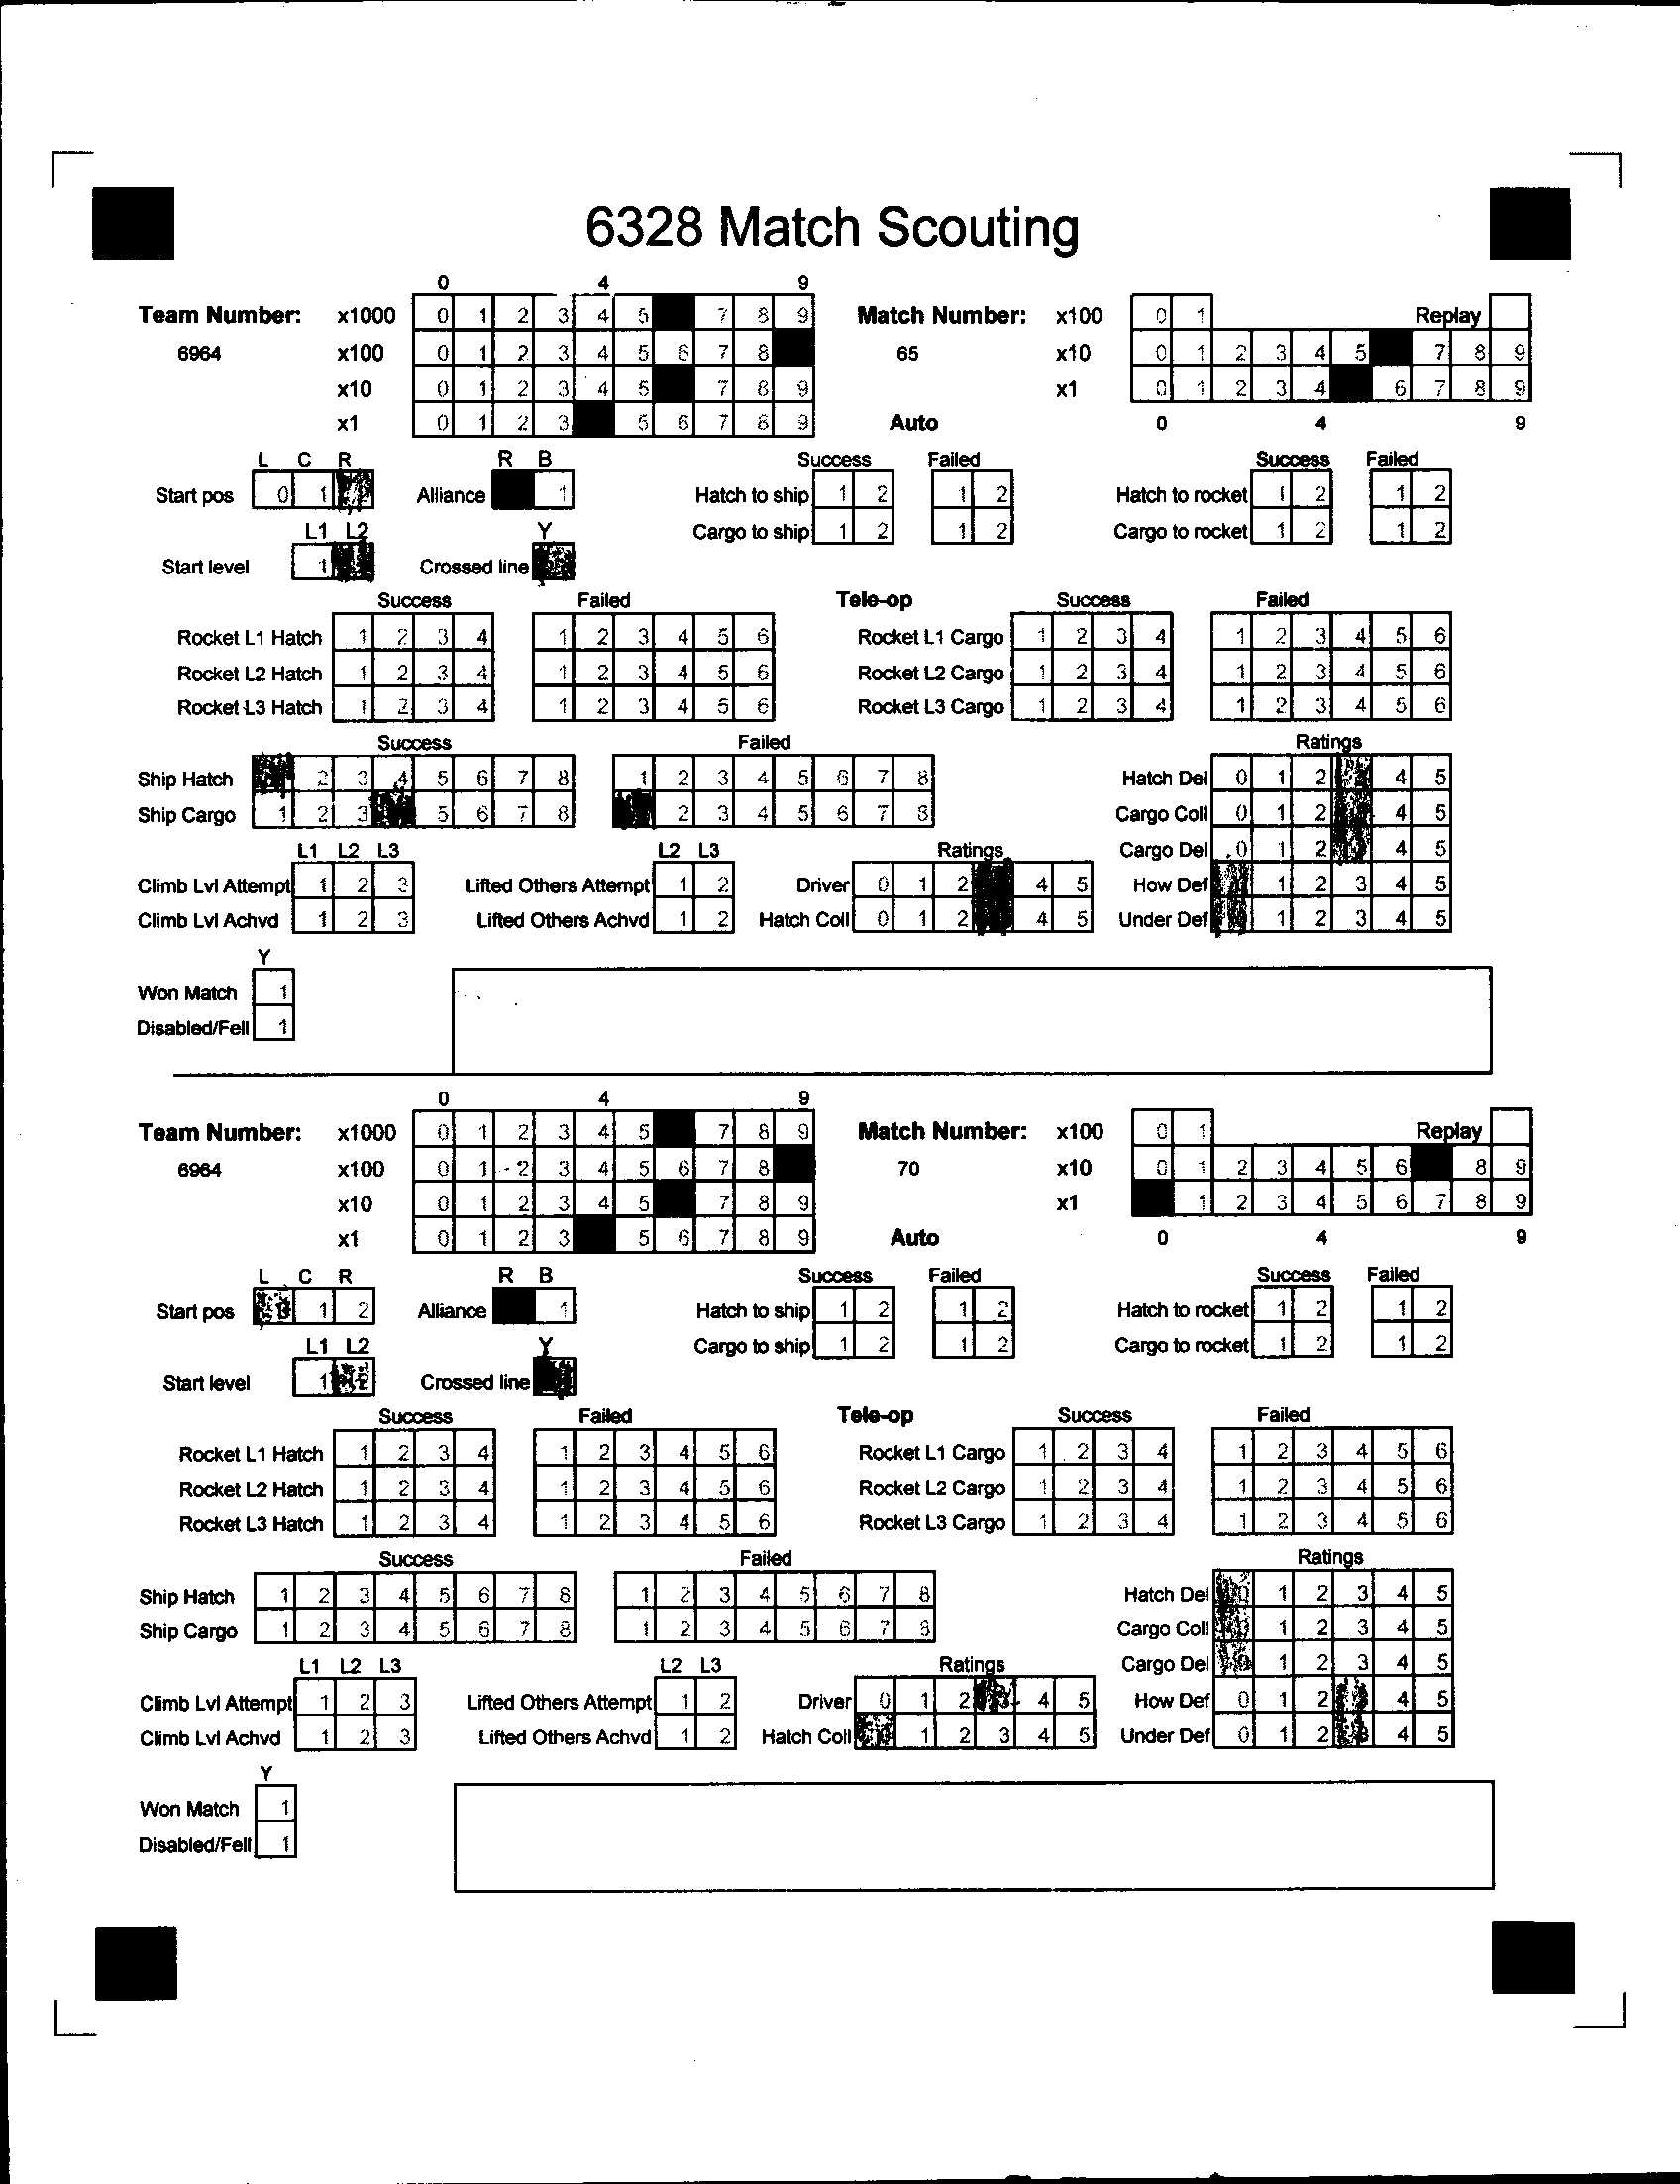 6328 Match Scouting
0 4 9
Team Number: x1000 0 1 2 3 4 5 7 8 9 Match Number: x100 0 1 Replay
6964 x100 0 1 2 3 4 5 6 7 8 65 x10 0 1 2 3 4 5 7 8 9
x10 0 1 2 3 4 5 7 8 9 x1 0 1 2 3 4 6 7 8 9
x1 0 1 2 3 5 6 7 8 9 Auto 0 4 9
L C R R B Success Failed Success Failed
Start pos 0 1 Alliance 1 Hatch to ship 1 2 1 2 Hatch to rocket 1 2 1 2
L1 L2 Y Cargo to ship 1 2 1 2 Cargo to rocket 1 2 1 2
Start level 1 Crossed line
Success Failed Tele-op Success Failed
Rocket L1 Hatch 1 2 3 4 1 2 3 4 5 6 Rocket L1 Cargo 1 2 3 4 1 2 3 4 5 6
Rocket L2 Hatch 1 2 3 4 1 2 3 4 5 6 Rocket L2 Cargo 1 2 3 4 1 2 3 4 5 6
Rocket L3 Hatch 1 2 3 4 1 2 3 4 5 6 Rocket L3 Cargo 1 2 3 4 1 2 3 4 5 6
Success Failed Ratings
Ship Hatch 2 3 4 5 6 7 8 1 2 3 4 5 6 7 8 Hatch Del 0 1 2 4 5
Ship Cargo 1 2 3 5 6 7 8 2 3 4 5 6 7 8 Cargo Coll 0 1 2 4 5
L1 L2 L3 L2 L3 Ratings Cargo Del 0 1 2 4 5
Climb Lvl Attempt 1 2 3 Lifted Others Attempt 1 2 Driver 0 1 2 4 5 How Def 1 2 3 4 5
Climb Lvl Achvd 1 2 3 Lifted Others Achvd 1 2 Hatch Coll 0 1 2 4 5 Under Def 1 2 3 4 5
Y
Won Match 1
Disabled/Fell 1
0 4 9
Team Number: x1000 0 1 2 3 4 5 7 8 9 Match Number: x100 0 1 Replay
6964 x100 0 1 2 3 4 5 6 7 8 70 x10 0 1 2 3 4 5 6 8 9
x10 0 1 2 3 4 5 7 8 9 x1 1 2 3 4 5 6 7 8 9
x1 0 1 2 3 5 6 7 8 9 Auto 0 4 9
L C R R B Success Failed Success Failed
Start pos 1 2 Alliance 1 Hatch to ship 1 2 1 2 Hatch to rocket 1 2 1 2
L1 L2 Y Cargo to ship 1 2 1 2 Cargo to rocket 1 2 1 2
Start level 1 2 Crossed line
Success Failed Tele-op Success Failed
Rocket L1 Hatch 1 2 3 4 1 2 3 4 5 6 Rocket L1 Cargo 1 2 3 4 1 2 3 4 5 6
Rocket L2 Hatch 1 2 3 4 1 2 3 4 5 6 Rocket L2 Cargo 1 2 3 4 1 2 3 4 5 6
Rocket L3 Hatch 1 2 3 4 1 2 3 4 5 6 Rocket L3 Cargo 1 2 3 4 1 2 3 4 5 6
Success Failed Ratings
Ship Hatch 1 2 3 4 5 6 7 8 1 2 3 4 5 6 7 8 Hatch Del 1 2 3 4 5
Ship Cargo 1 2 3 4 5 6 7 8 1 2 3 4 5 6 7 8 Cargo Coll 1 2 3 4 5
L1 L2 L3 L2 L3 Ratings Cargo Del 1 2 3 4 5
Climb Lvl Attempt 1 2 3 Lifted Others Attempt 1 2 Driver 0 1 2 3 4 5 How Def 0 1 2 4 5
Climb Lvl Achvd 1 2 3 Lifted Others Achvd 1 2 Hatch Coll 1 2 3 4 5 Under Def 0 1 2 4 5
Y
Won Match 1
Disabled/Fell 1